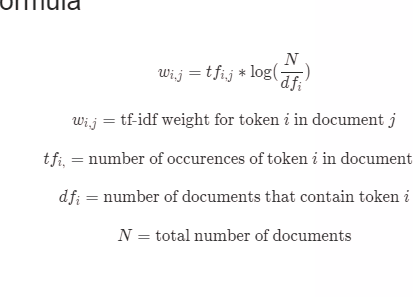 ormula
w_{i,j} = tf_{i,j} * log(N/df_i)
w_{i,j} = tf-idf weight for token i in document j
tf_{i,} = number of occurences of token i in document
df_i = number of documents that contain token i
N = total number of documents